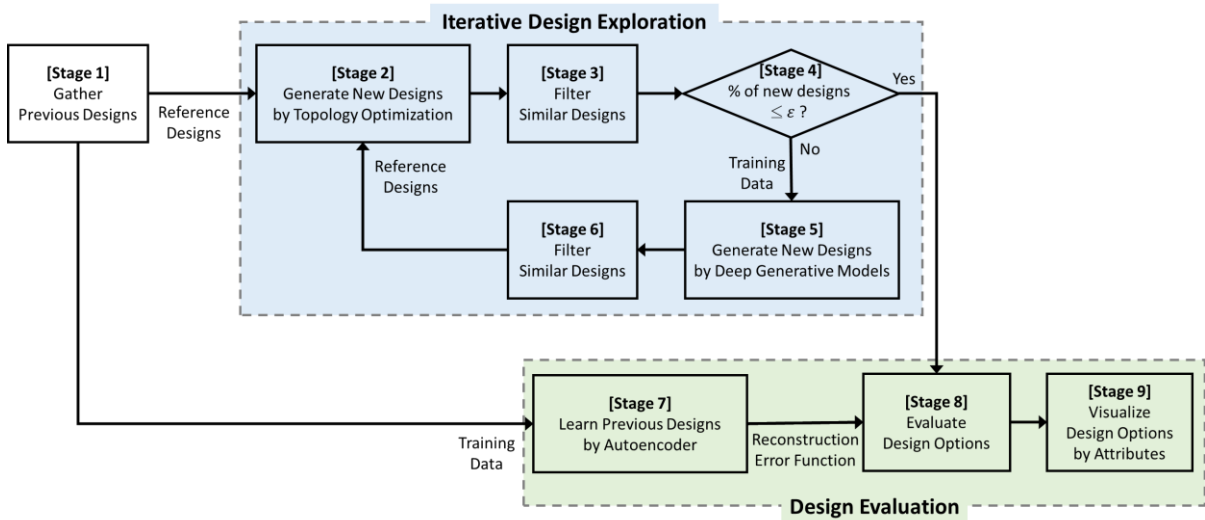 Iterative Design Exploration
[Stage 1]
Gather
Previous Designs
Reference
Designs
[Stage 2]
Generate New Designs
by Topology Optimization
[Stage 3]
Filter
Similar Designs
[Stage 4]
% of new designs
≤ ε ?
Yes
No
Training
Data
Reference
Designs
[Stage 6]
Filter
Similar Designs
[Stage 5]
Generate New Designs
by Deep Generative Models
Training
Data
[Stage 7]
Learn Previous Designs
by Autoencoder
Reconstruction
Error Function
[Stage 8]
Evaluate
Design Options
[Stage 9]
Visualize
Design Options
by Attributes
Design Evaluation